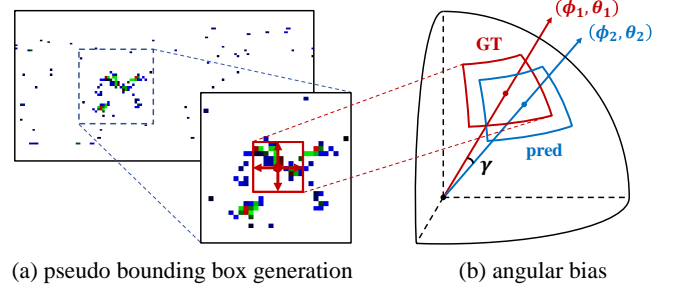 (ϕ₁, θ₁)
(ϕ₂, θ₂)
GT
pred
γ
(a) pseudo bounding box generation
(b) angular bias